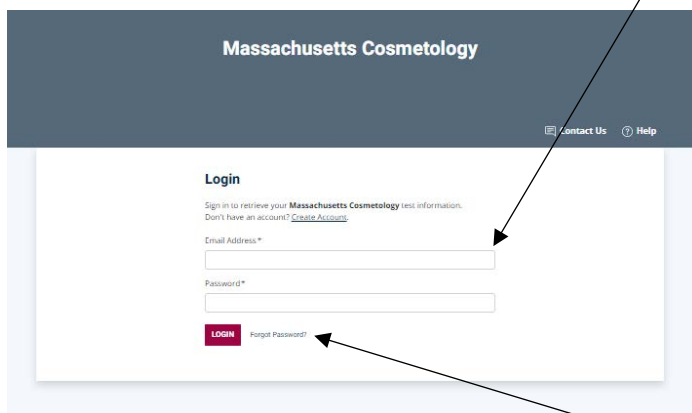 Massachusetts Cosmetology
Contact Us Help
Login
Sign in to retrieve your Massachusetts Cosmetology test information.
Don't have an account? Create Account.
Email Address*
Password*
LOGIN Forgot Password?